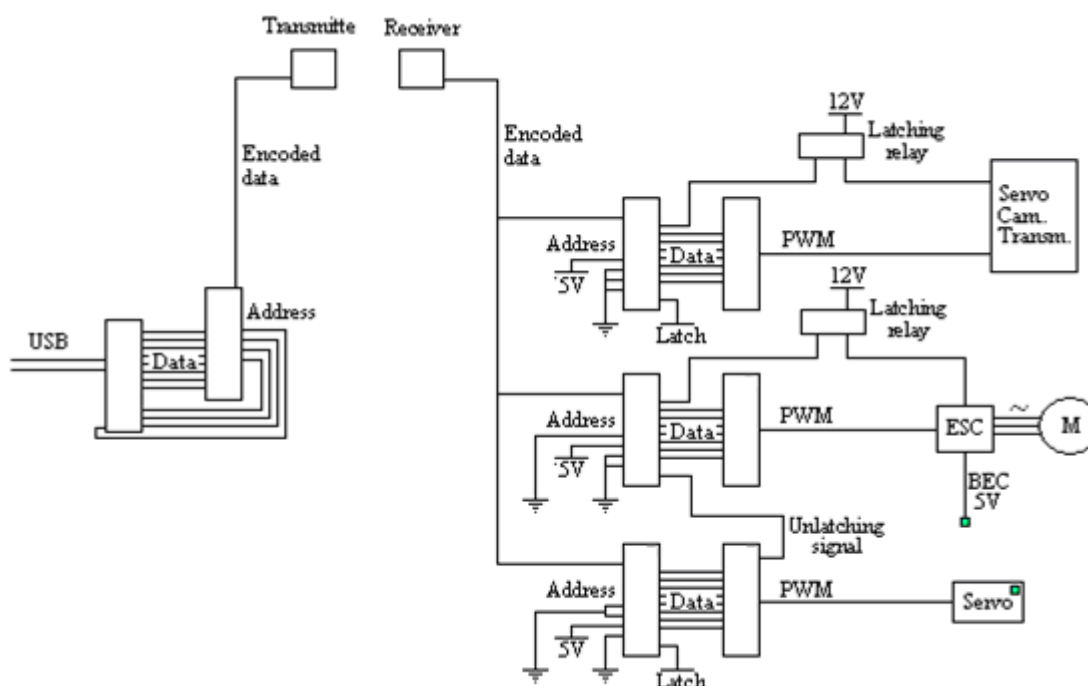 Transmitte
Receiver
Encoded
data
Encoded
data
12V
Latching
relay
Servo
Cam..
Transm.
Address
Data
PWM
5V
Latch
12V
Latching
relay
USB
Data
Address
Address
Data
PWM
ESC
~
M
5V
BEC
5V
Unlatching
signal
Address
Data
PWM
Servo
5V
Latch